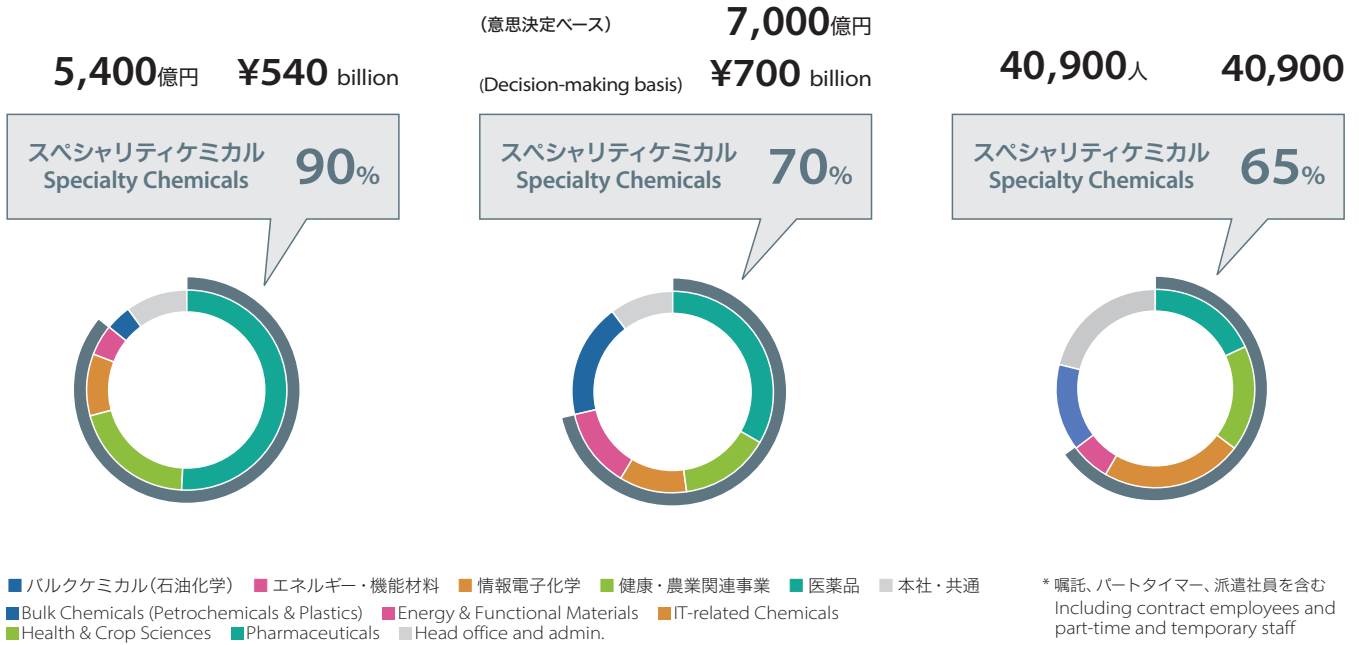 5,400億円 ¥540 billion
スペシャリティケミカル
Specialty Chemicals
90%
(意思決定ベース) 7,000億円
(Decision-making basis) ¥700 billion
スペシャリティケミカル
Specialty Chemicals
70%
40,900人 40,900
スペシャリティケミカル
Specialty Chemicals
65%
バルクケミカル(石油化学) エネルギー・機能材料 情報電子化学 健康・農業関連事業 医薬品 本社・共通
Bulk Chemicals (Petrochemicals & Plastics) Energy & Functional Materials IT-related Chemicals
Health & Crop Sciences Pharmaceuticals Head office and admin.
* 嘱託、パートタイマー、派遣社員を含む
Including contract employees and
part-time and temporary staff